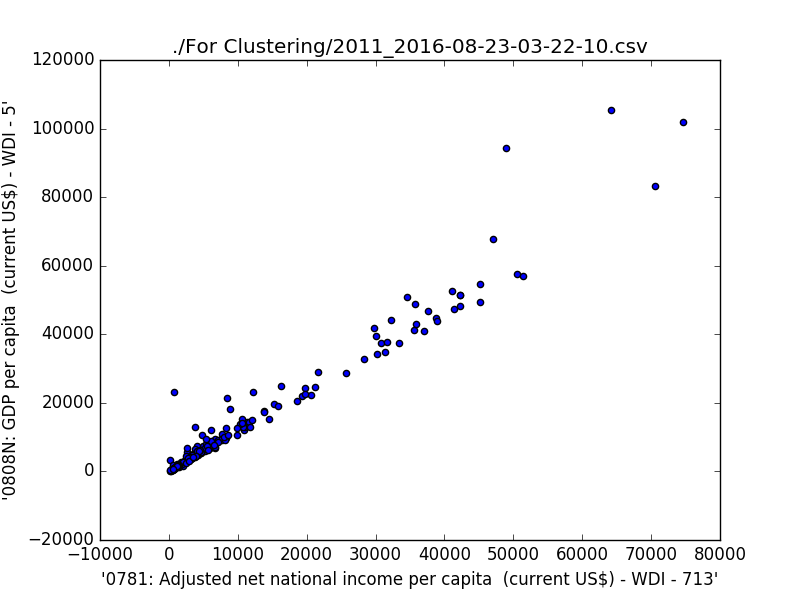 ./For Clustering/2011_2016-08-23-03-22-10.csv
120000
100000
80000
60000
40000
20000
0
−20000
−10000 0 10000 20000 30000 40000 50000 60000 70000 80000
'0808N: GDP per capita  (current US$) - WDI - 5'
'0781: Adjusted net national income per capita  (current US$) - WDI - 713'